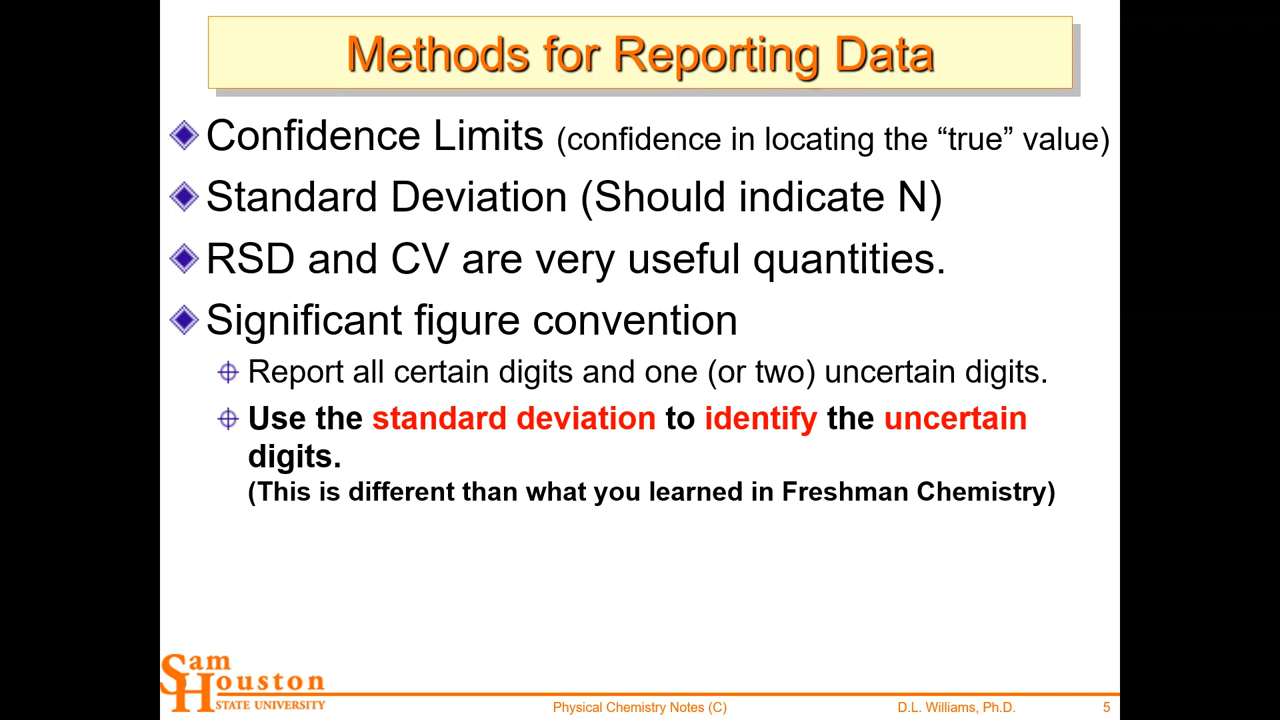 Methods for Reporting Data
Confidence Limits (confidence in locating the “true” value)
Standard Deviation (Should indicate N)
RSD and CV are very useful quantities.
Significant figure convention
Report all certain digits and one (or two) uncertain digits.
Use the standard deviation to identify the uncertain
digits.
(This is different than what you learned in Freshman Chemistry)
Sam
Houston
STATE UNIVERSITY
Physical Chemistry Notes (C)
D.L. Williams, Ph.D.
5